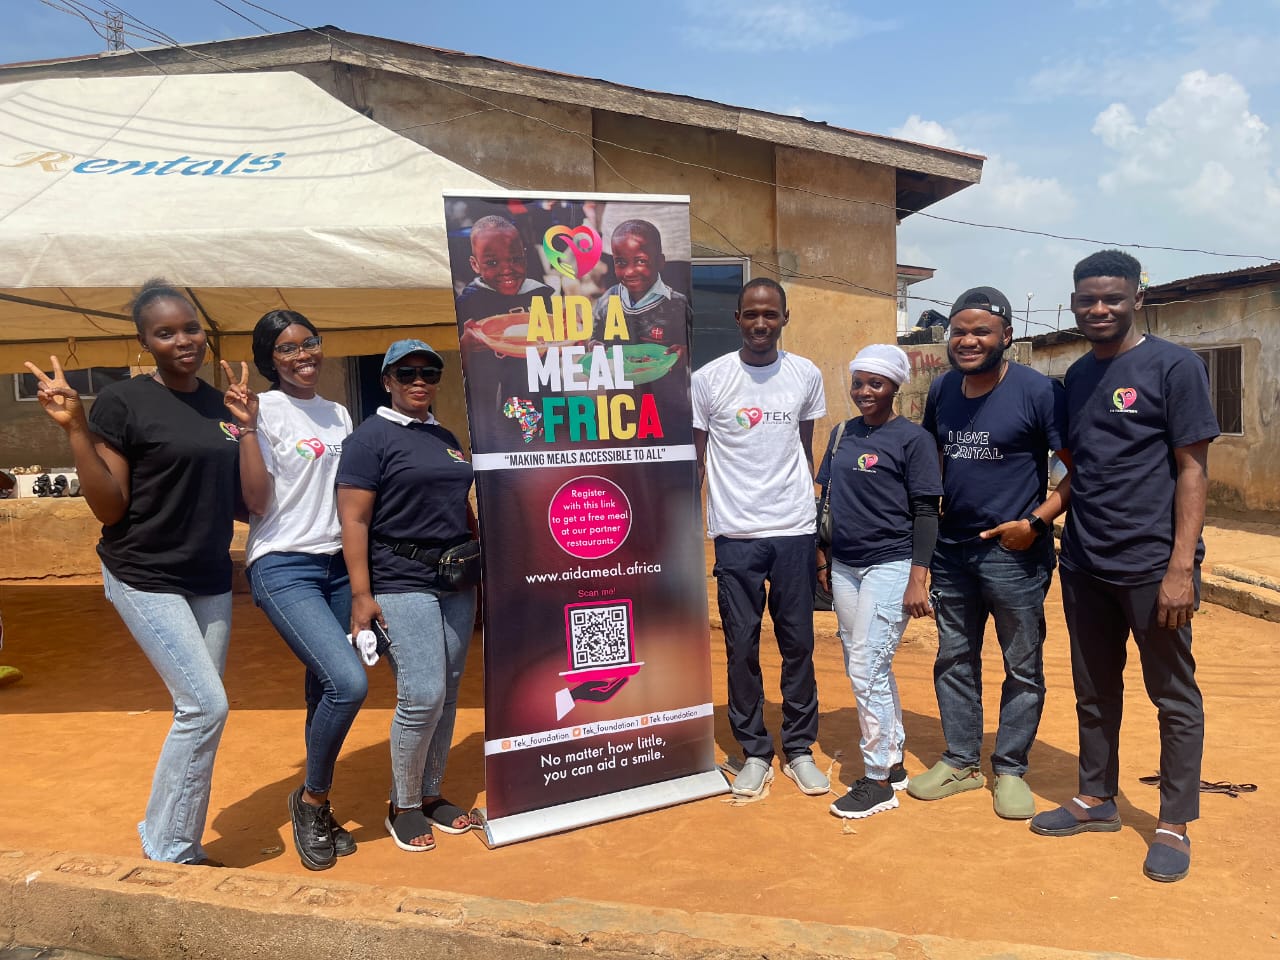 Rentals
AID A
MEAL
AFRICA
"MAKING MEALS ACCESSIBLE TO ALL"
Register
with this link
to get a free meal
at our partner
restaurants.
www.aidameal.africa
Scan me!
Tek_foundation Tek_foundation1 Tek foundation
No matter how little,
you can aid a smile.
TEK
TEK
FOUNDATION
I LOVE